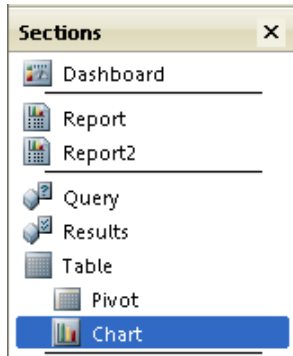 Sections
Dashboard
Report
Report2
Query
Results
Table
Pivot
Chart